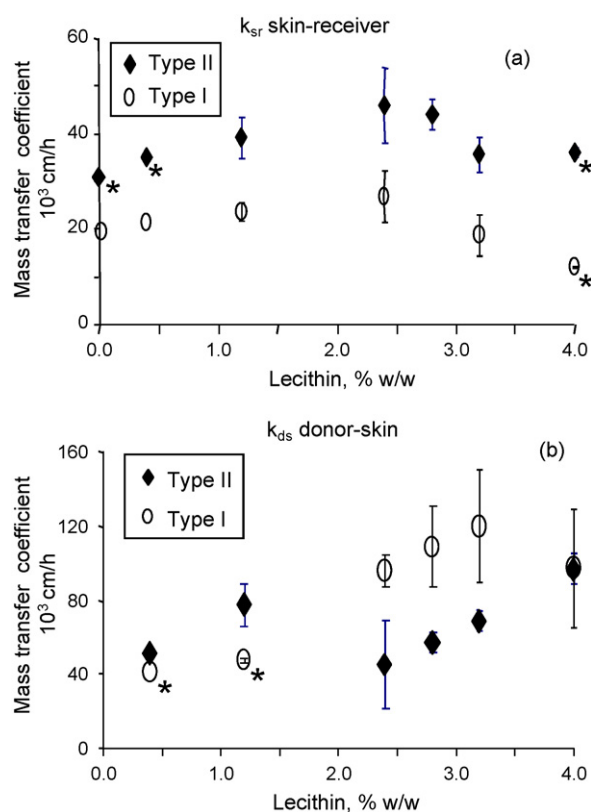 k_sr skin-receiver
(a)
Type II
Type I
Mass transfer coefficient
10³ cm/h
60
40
20
0
*
*
*
*
0.0 1.0 2.0 3.0 4.0
Lecithin, % w/w
k_ds donor-skin
(b)
Type II
Type I
Mass transfer coefficient
10³ cm/h
160
120
80
40
0
*
*
0.0 1.0 2.0 3.0 4.0
Lecithin, % w/w